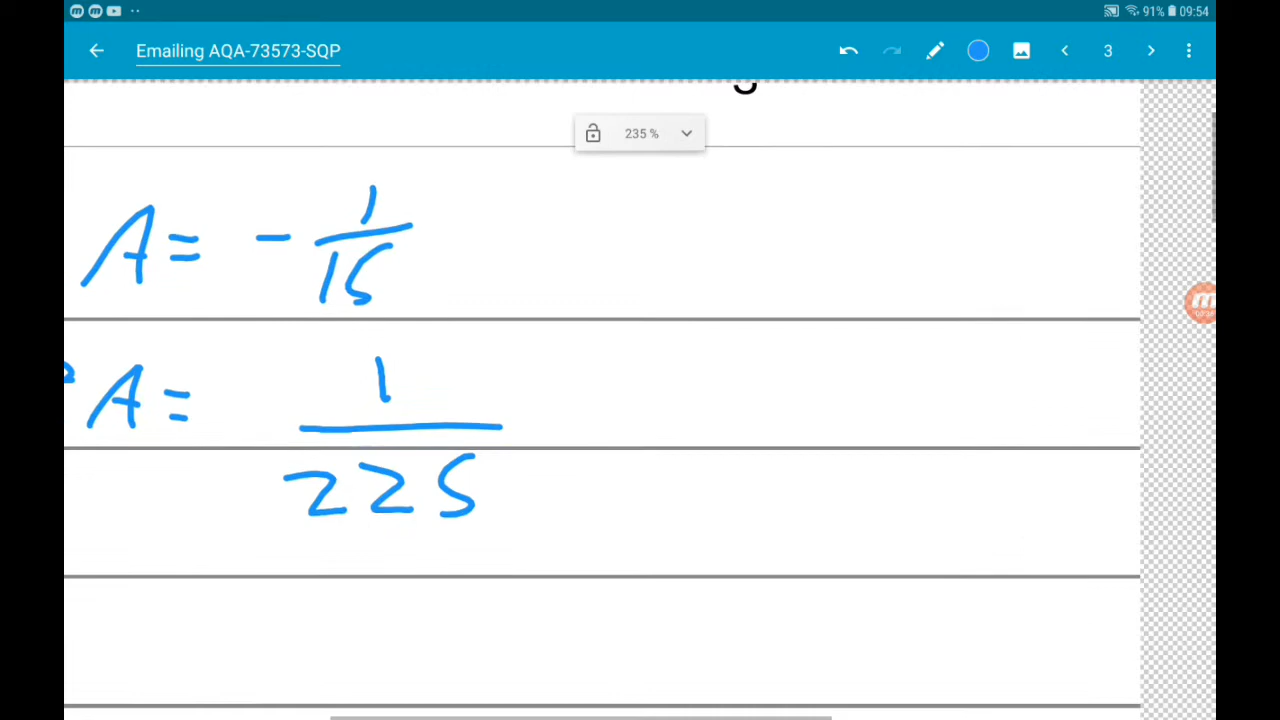 91% 09:54
Emailing AQA-73573-SQP
3
235 %
A = - 1/15
A = 1/225